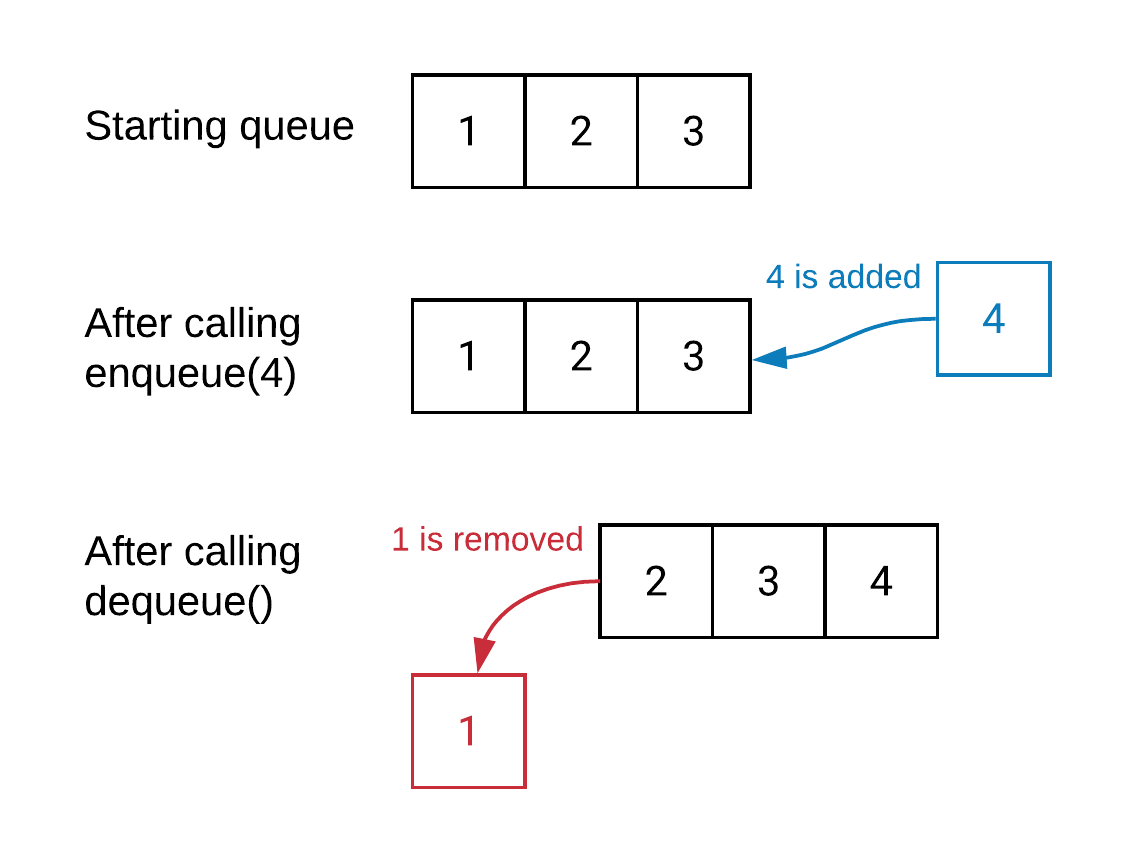 Starting queue
1 2 3
4 is added
4
After calling
enqueue(4)
1 2 3
1 is removed
After calling
dequeue()
2 3 4
1